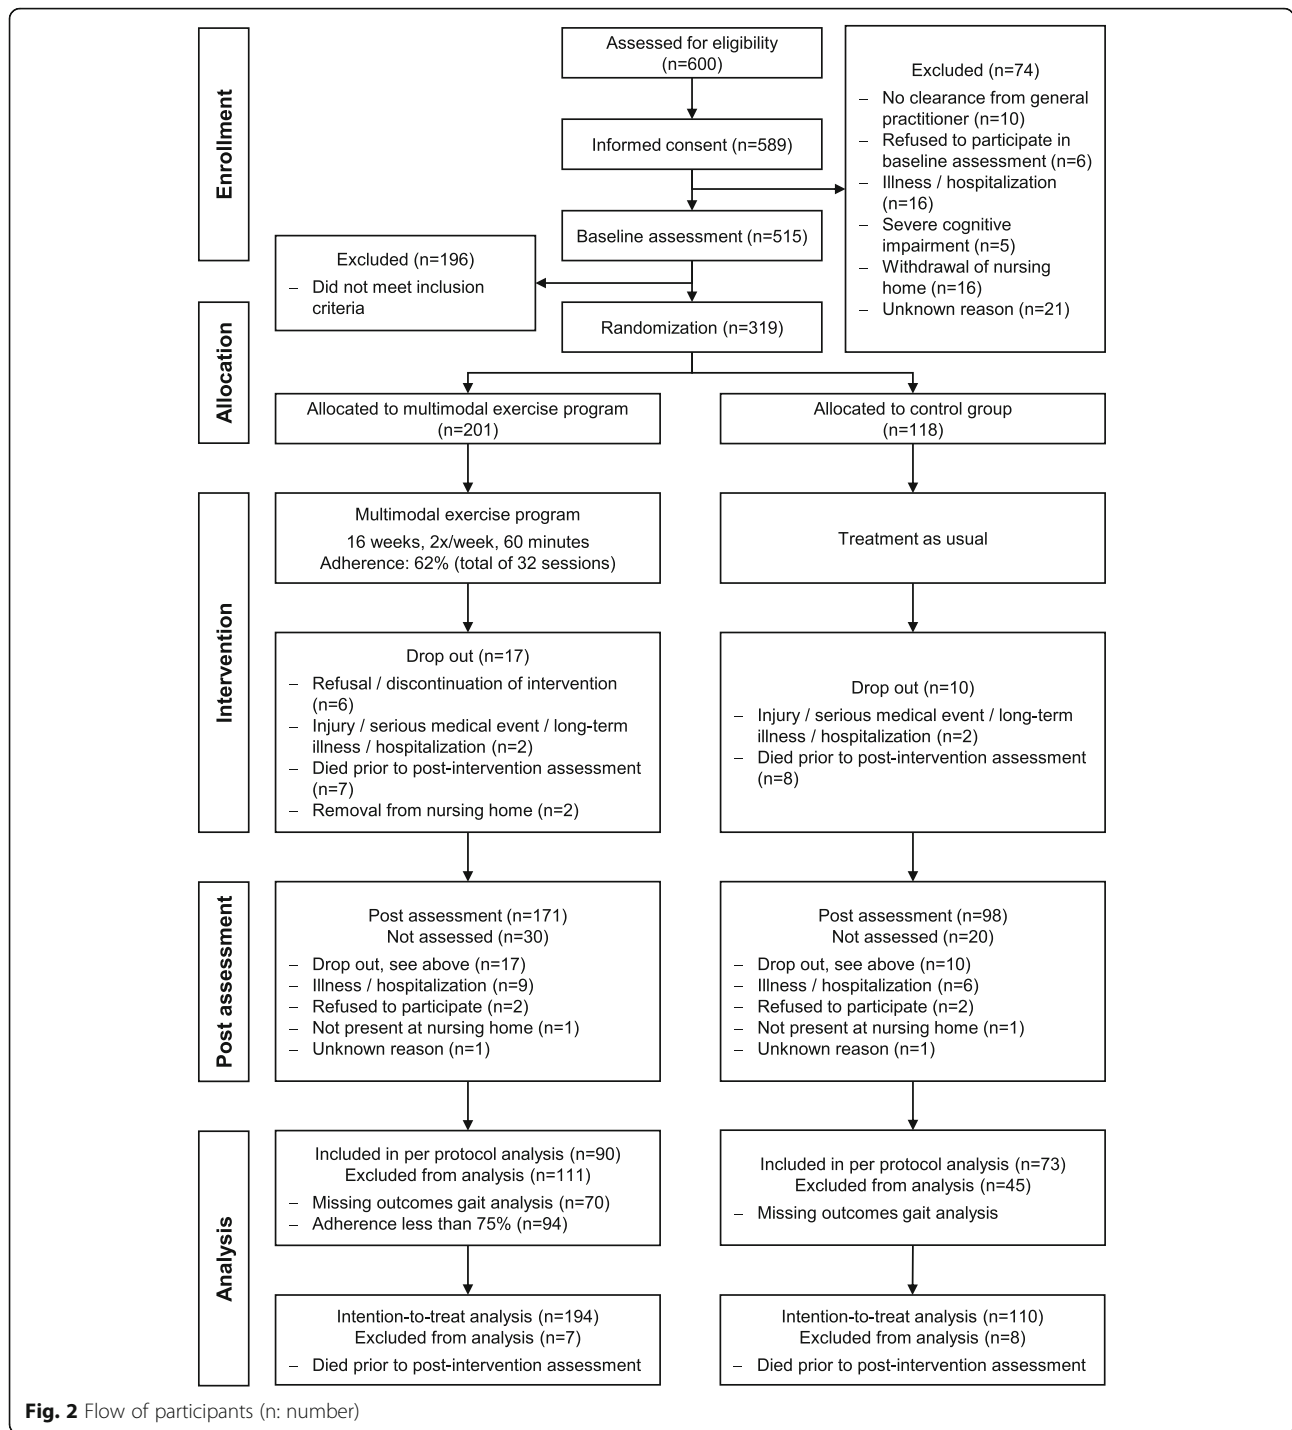 Enrollment
Assessed for eligibility
(n=600)
Informed consent (n=589)
Excluded (n=74)
– No clearance from general
practitioner (n=10)
– Refused to participate in
baseline assessment (n=6)
– Illness / hospitalization
(n=16)
– Severe cognitive
impairment (n=5)
– Withdrawal of nursing
home (n=16)
– Unknown reason (n=21)
Baseline assessment (n=515)
Excluded (n=196)
– Did not meet inclusion
criteria
Allocation
Randomization (n=319)
Allocated to multimodal exercise program
(n=201)
Allocated to control group
(n=118)
Intervention
Multimodal exercise program
16 weeks, 2x/week, 60 minutes
Adherence: 62% (total of 32 sessions)
Treatment as usual
Drop out (n=17)
– Refusal / discontinuation of intervention
(n=6)
– Injury / serious medical event / long-term
illness / hospitalization (n=2)
– Died prior to post-intervention assessment
(n=7)
– Removal from nursing home (n=2)
Drop out (n=10)
– Injury / serious medical event / long-term
illness / hospitalization (n=2)
– Died prior to post-intervention assessment
(n=8)
Post assessment
Post assessment (n=171)
Not assessed (n=30)
– Drop out, see above (n=17)
– Illness / hospitalization (n=9)
– Refused to participate (n=2)
– Not present at nursing home (n=1)
– Unknown reason (n=1)
Post assessment (n=98)
Not assessed (n=20)
– Drop out, see above (n=10)
– Illness / hospitalization (n=6)
– Refused to participate (n=2)
– Not present at nursing home (n=1)
– Unknown reason (n=1)
Analysis
Included in per protocol analysis (n=90)
Excluded from analysis (n=111)
– Missing outcomes gait analysis (n=70)
– Adherence less than 75% (n=94)
Included in per protocol analysis (n=73)
Excluded from analysis (n=45)
– Missing outcomes gait analysis
Intention-to-treat analysis (n=194)
Excluded from analysis (n=7)
– Died prior to post-intervention assessment
Intention-to-treat analysis (n=110)
Excluded from analysis (n=8)
– Died prior to post-intervention assessment
Fig. 2 Flow of participants (n: number)